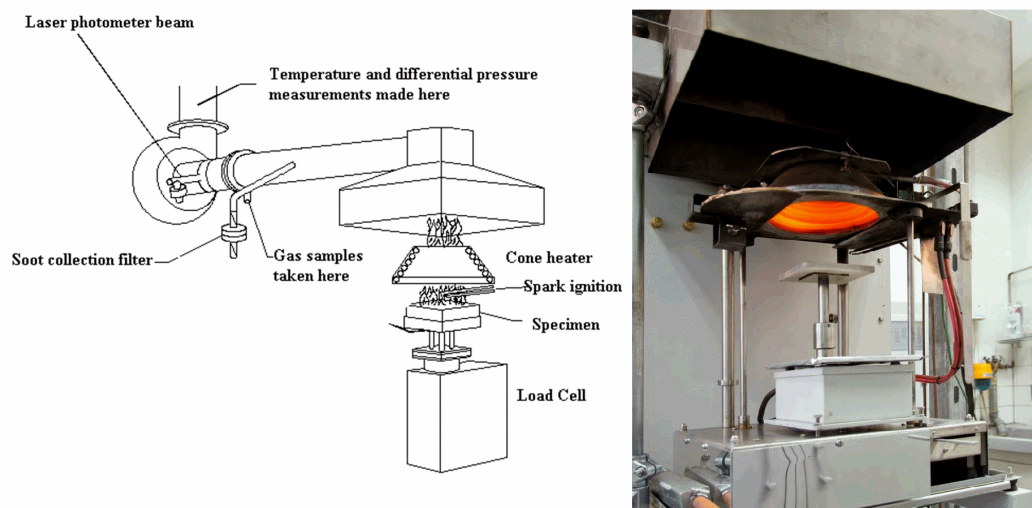 Laser photometer beam
Temperature and differential pressure
measurements made here
Soot collection filter
Gas samples
taken here
Cone heater
Spark ignition
Specimen
Load Cell